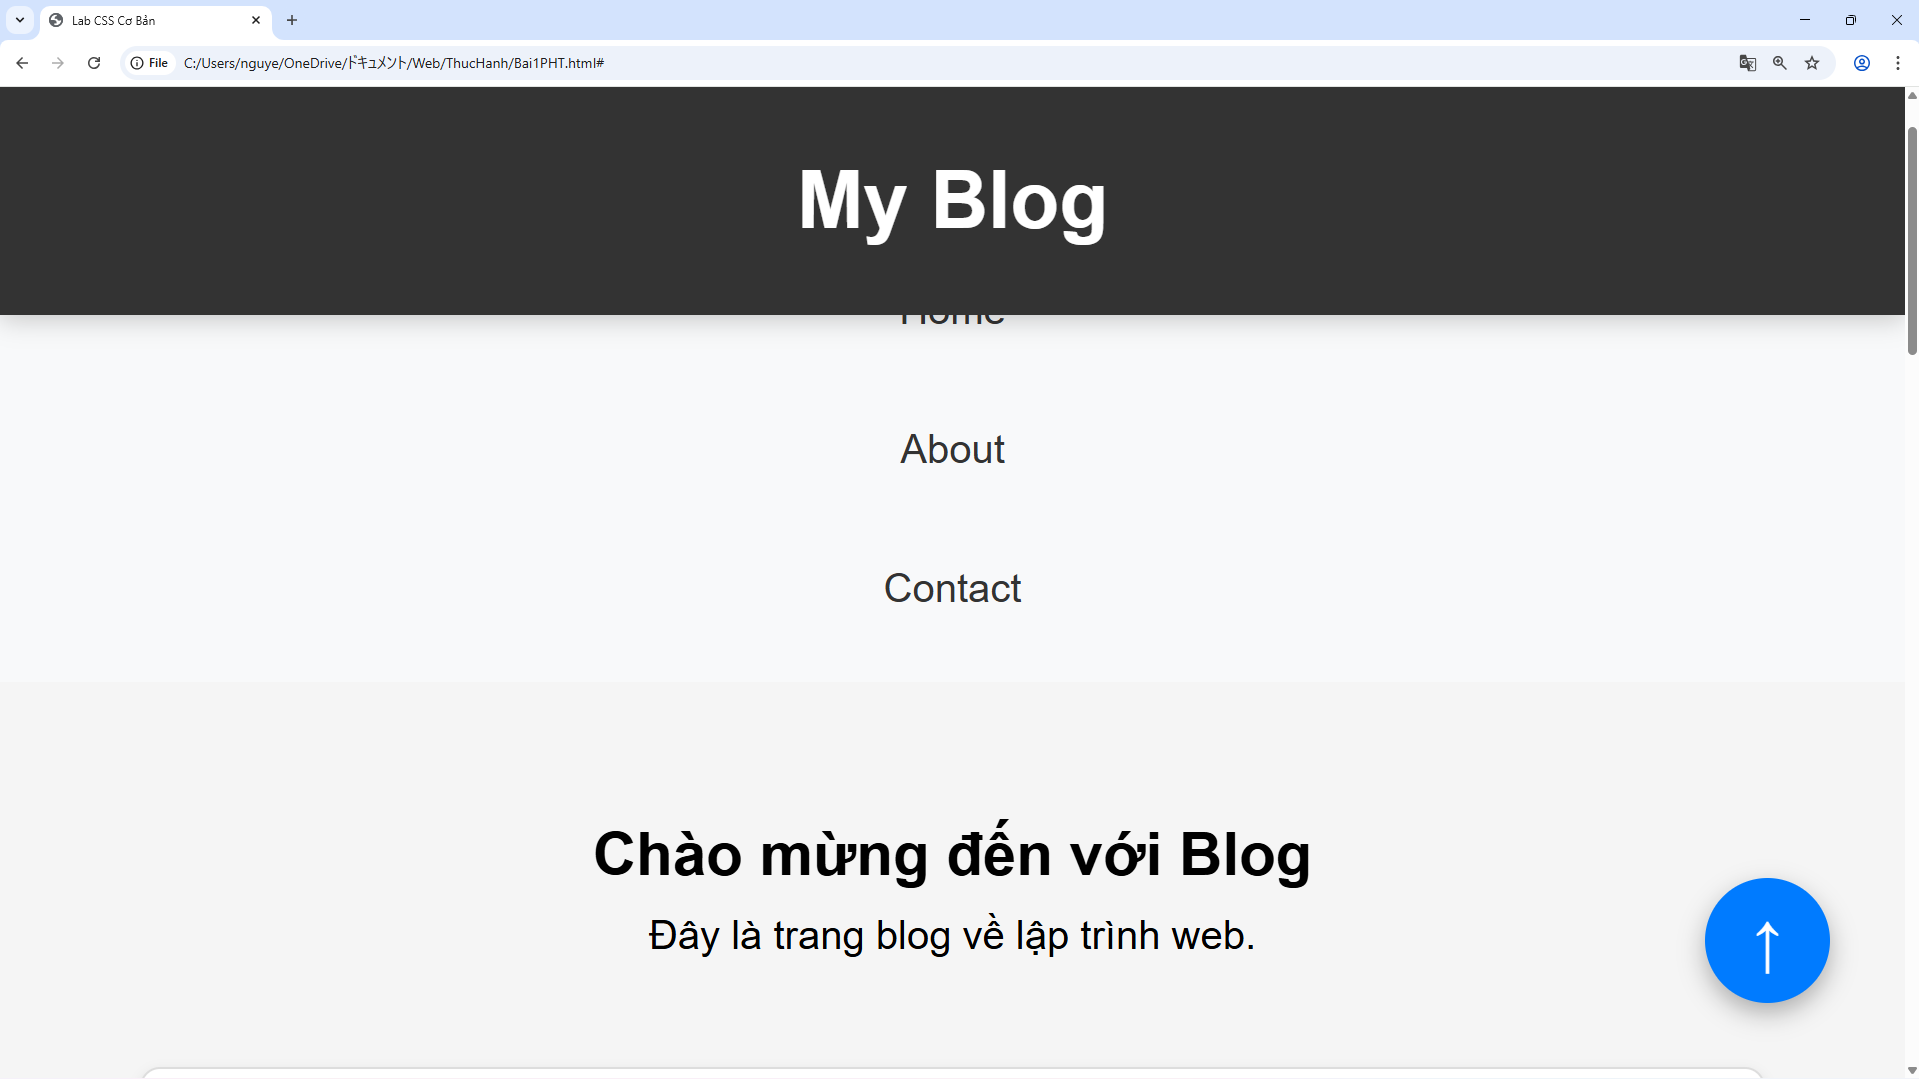 Lab CSS Cơ Bản
File
C:/Users/nguye/OneDrive/ドキュメント/Web/ThucHanh/Bai1PHT.html#
My Blog
Home
About
Contact
Chào mừng đến với Blog
Đây là trang blog về lập trình web.
↑